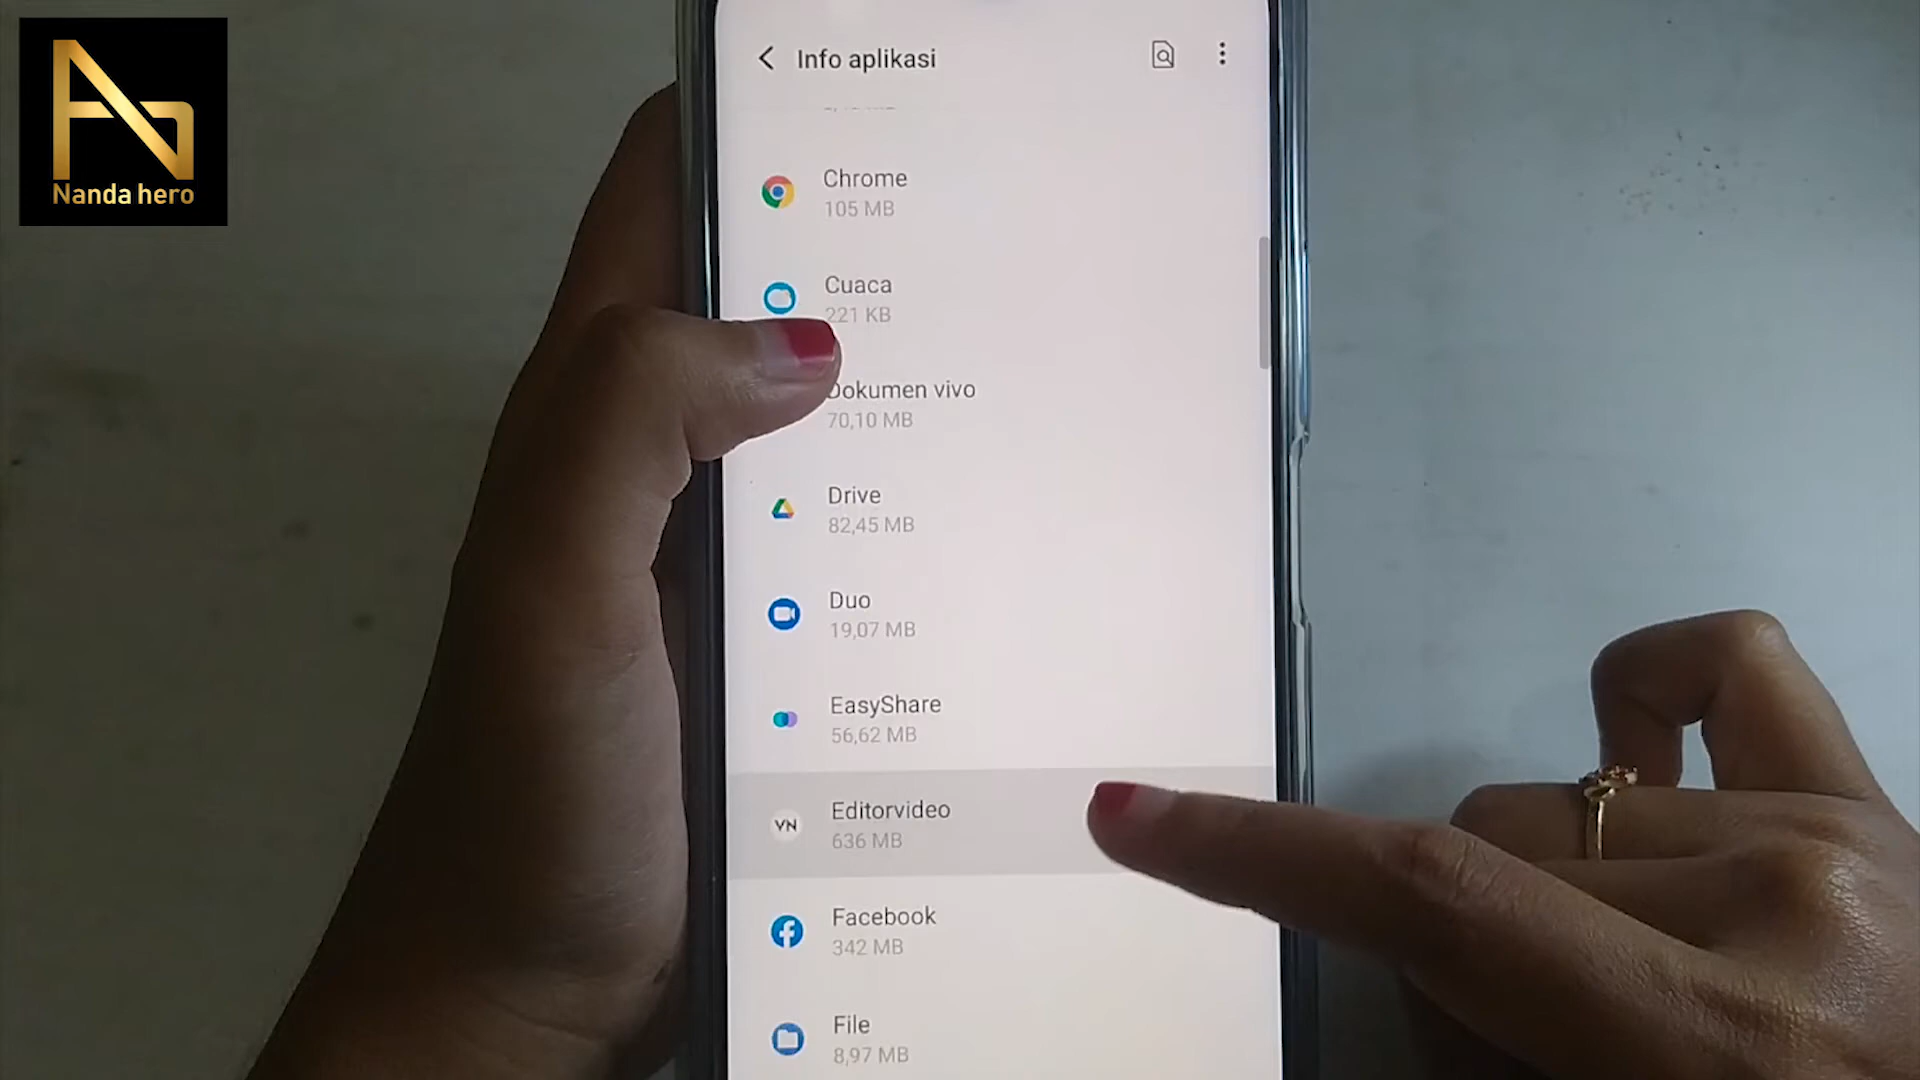 Nanda hero
Info aplikasi
Chrome
105 MB
Cuaca
221 KB
Dokumen vivo
70,10 MB
Drive
82,45 MB
Duo
19,07 MB
EasyShare
56,62 MB
VN
Editorvideo
636 MB
Facebook
342 MB
File
8,97 MB